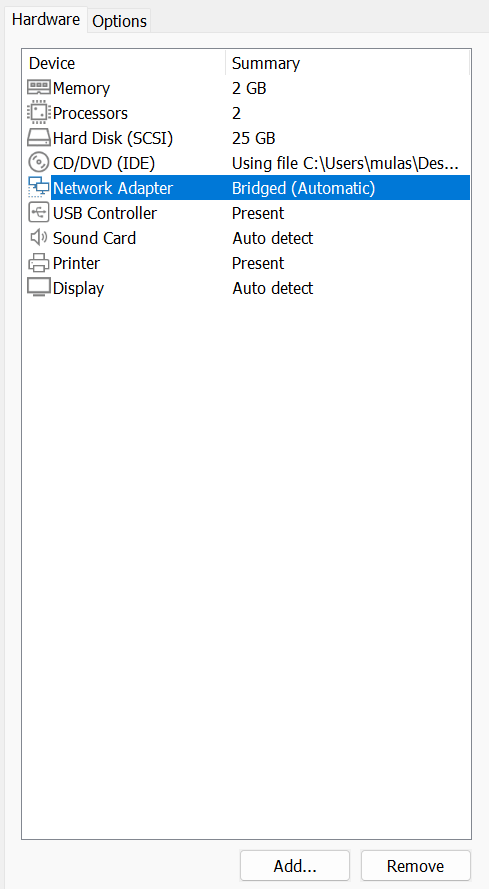 Hardware Options
Device Summary
Memory 2 GB
Processors 2
Hard Disk (SCSI) 25 GB
CD/DVD (IDE) Using file C:\Users\mulas\Des...
Network Adapter Bridged (Automatic)
USB Controller Present
Sound Card Auto detect
Printer Present
Display Auto detect
Add... Remove